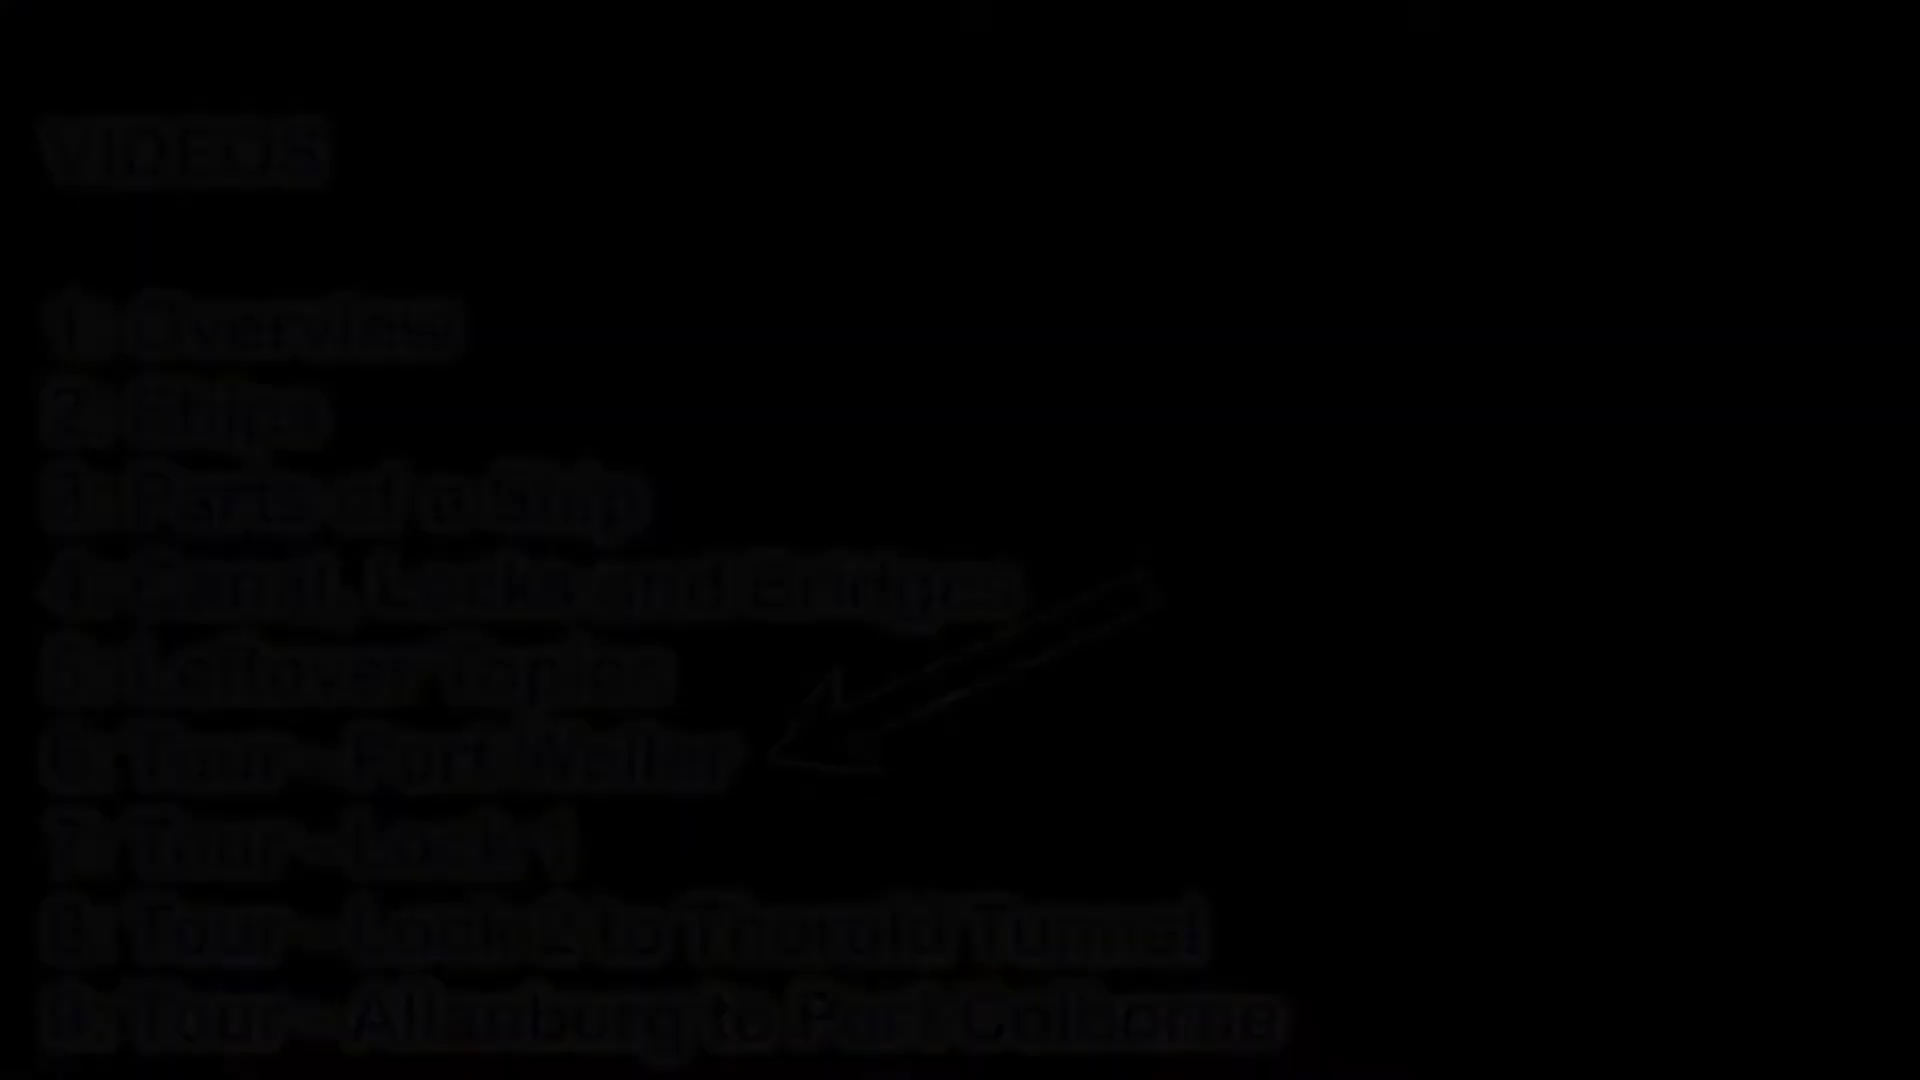 VIDEOS
1. Overview
2. Ships
3. Parts of a Ship
4. Canal, Locks and Bridges
5. Leftover Topics
6. Tour - Port Weller
7. Tour - Lock 1
8. Tour - Lock 2 to Thorold Tunnel
9. Tour - Allanburg to Port Colborne